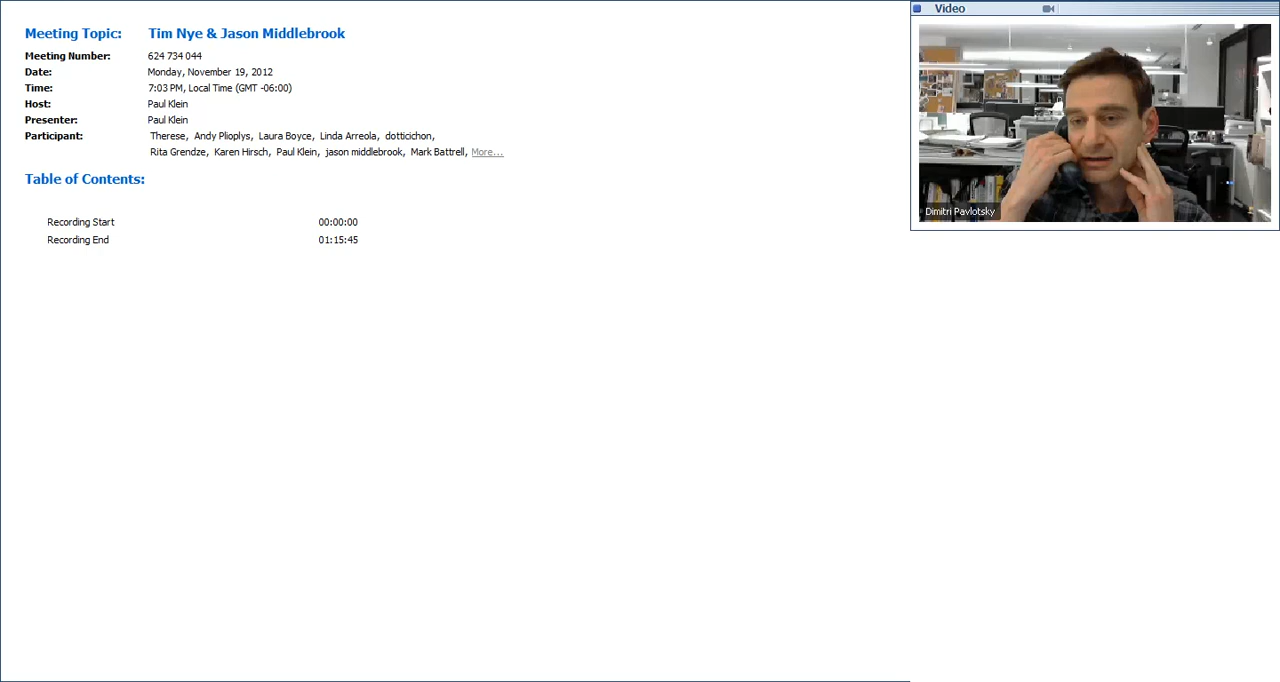 Meeting Topic: Tim Nye & Jason Middlebrook
Meeting Number: 624 734 044
Date: Monday, November 19, 2012
Time: 7:03 PM, Local Time (GMT -06:00)
Host: Paul Klein
Presenter: Paul Klein
Participant: Therese, Andy Plioplys, Laura Boyce, Linda Arreola, dotticichon,
Rita Grendze, Karen Hirsch, Paul Klein, jason middlebrook, Mark Battrell, More...
Table of Contents:
Recording Start 00:00:00
Recording End 01:15:45
Video
Dimitri Pavlotsky